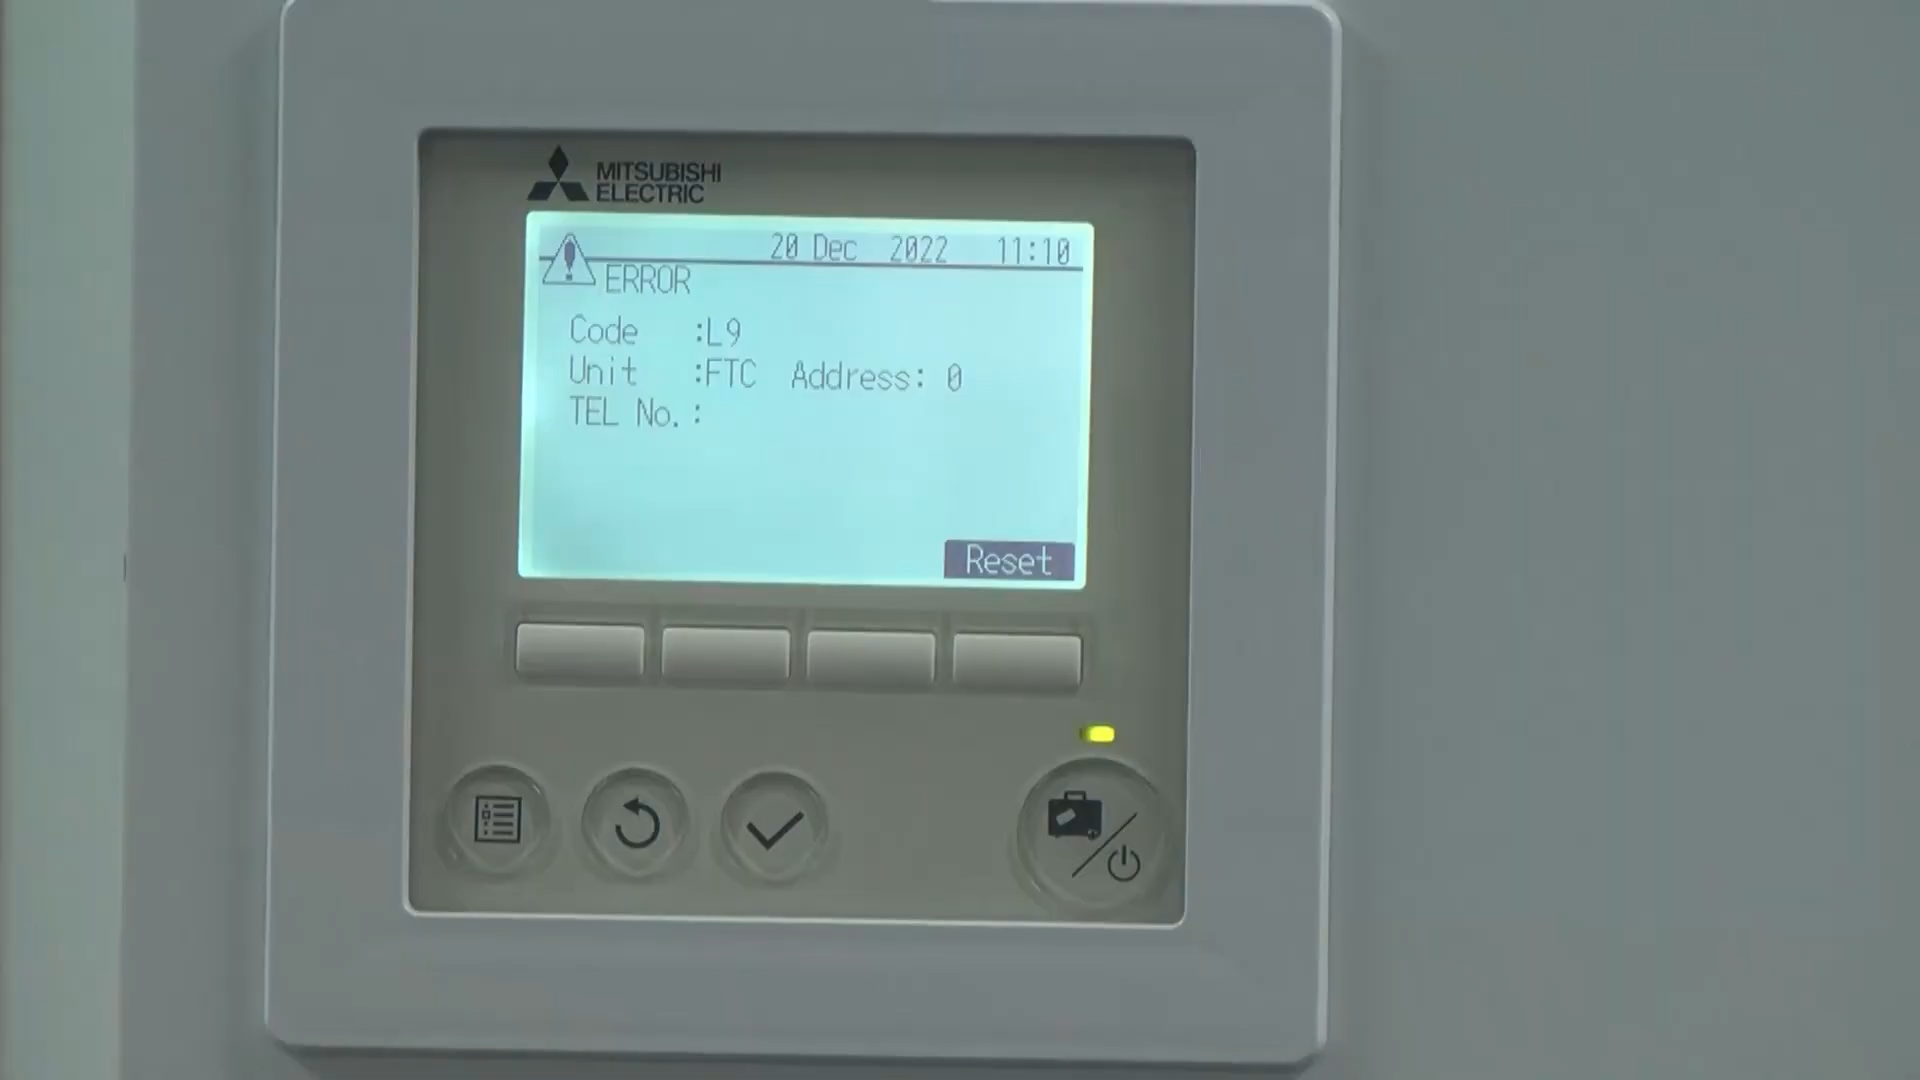 MITSUBISHI
ELECTRIC
20 Dec 2022 11:10
ERROR
Code :L9
Unit :FTC Address: 0
TEL No.:
Reset